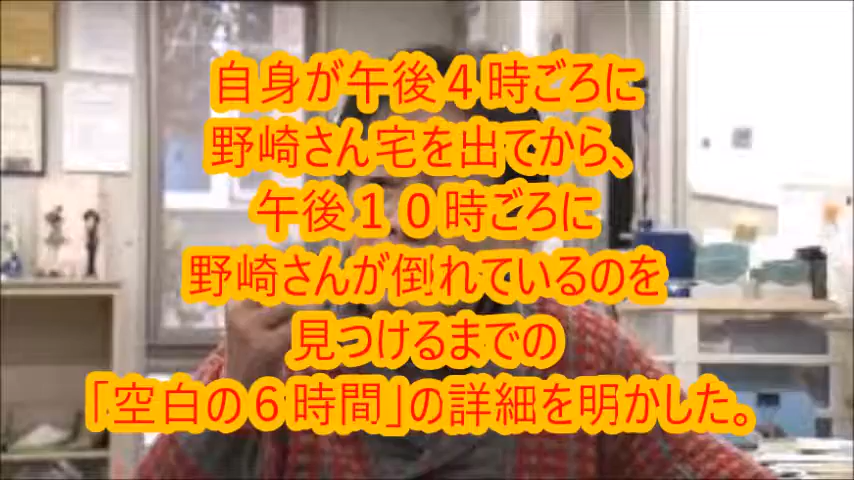 自身が午後４時ごろに
野崎さん宅を出てから、
午後１０時ごろに
野崎さんが倒れているのを
見つけるまでの
「空白の６時間」の詳細を明かした。